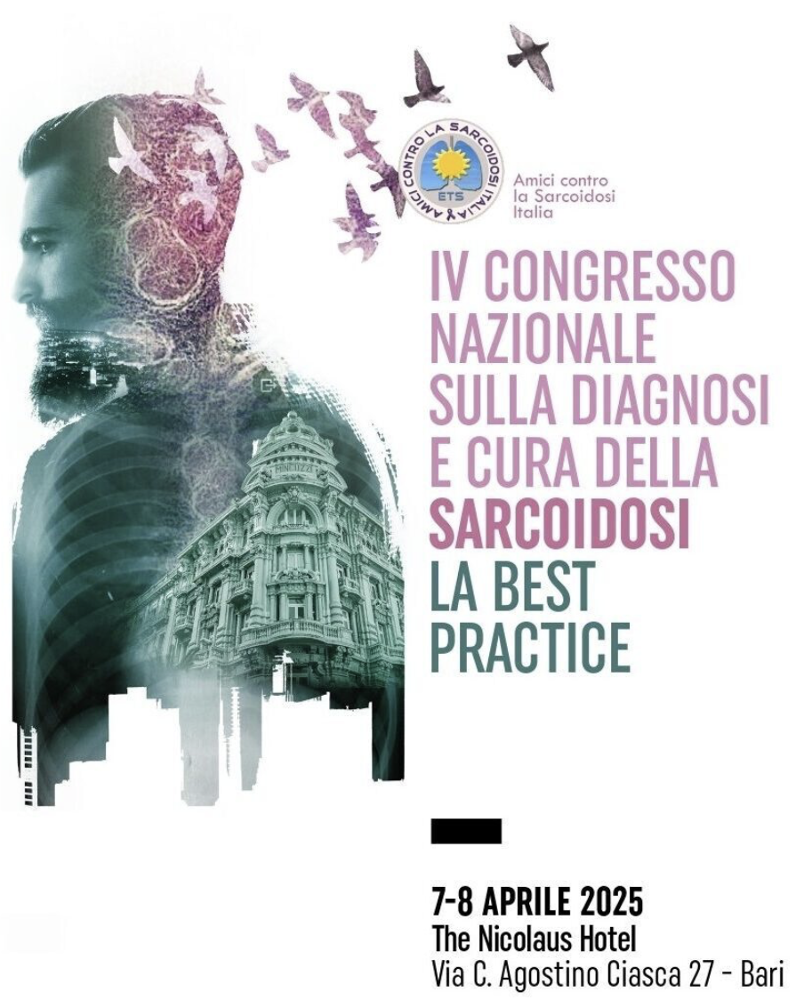 AMICI CONTRO LA SARCOIDOSI ITALIA
ETS
Amici contro
la Sarcoidosi
Italia
IV CONGRESSO
NAZIONALE
SULLA DIAGNOSI
E CURA DELLA
SARCOIDOSI
LA BEST
PRACTICE
MINCUZZI
7-8 APRILE 2025
The Nicolaus Hotel
Via C. Agostino Ciasca 27 - Bari